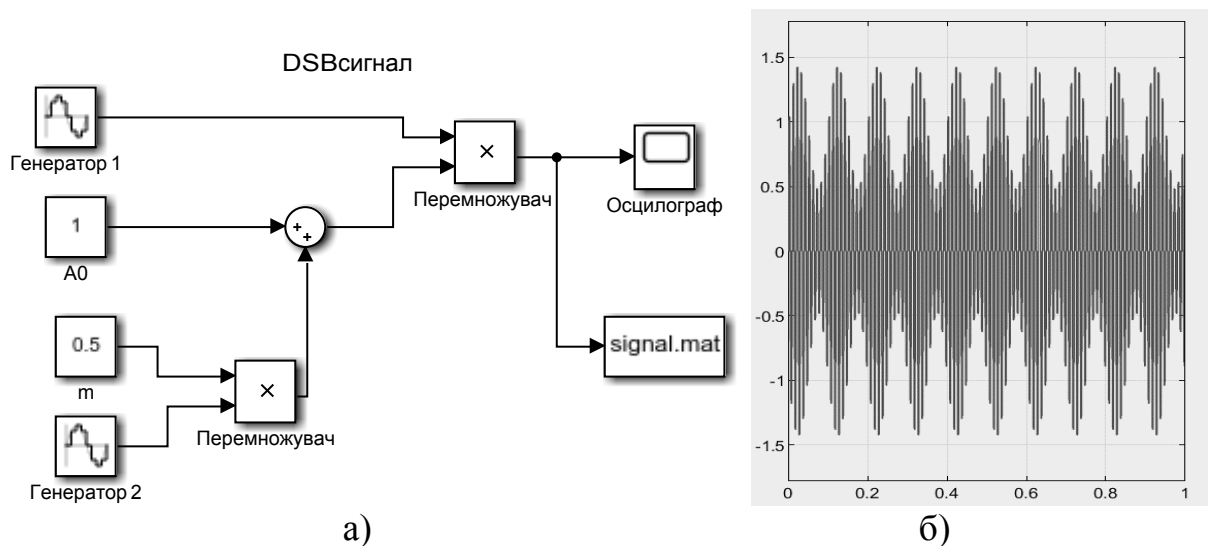 DSBсигнал
Генератор 1
×
Перемножувач
Осцилограф
1
A0
+
+
0.5
m
×
Перемножувач
Генератор 2
signal.mat
а)
1.5
1
0.5
0
-0.5
-1
-1.5
0 0.2 0.4 0.6 0.8 1
б)